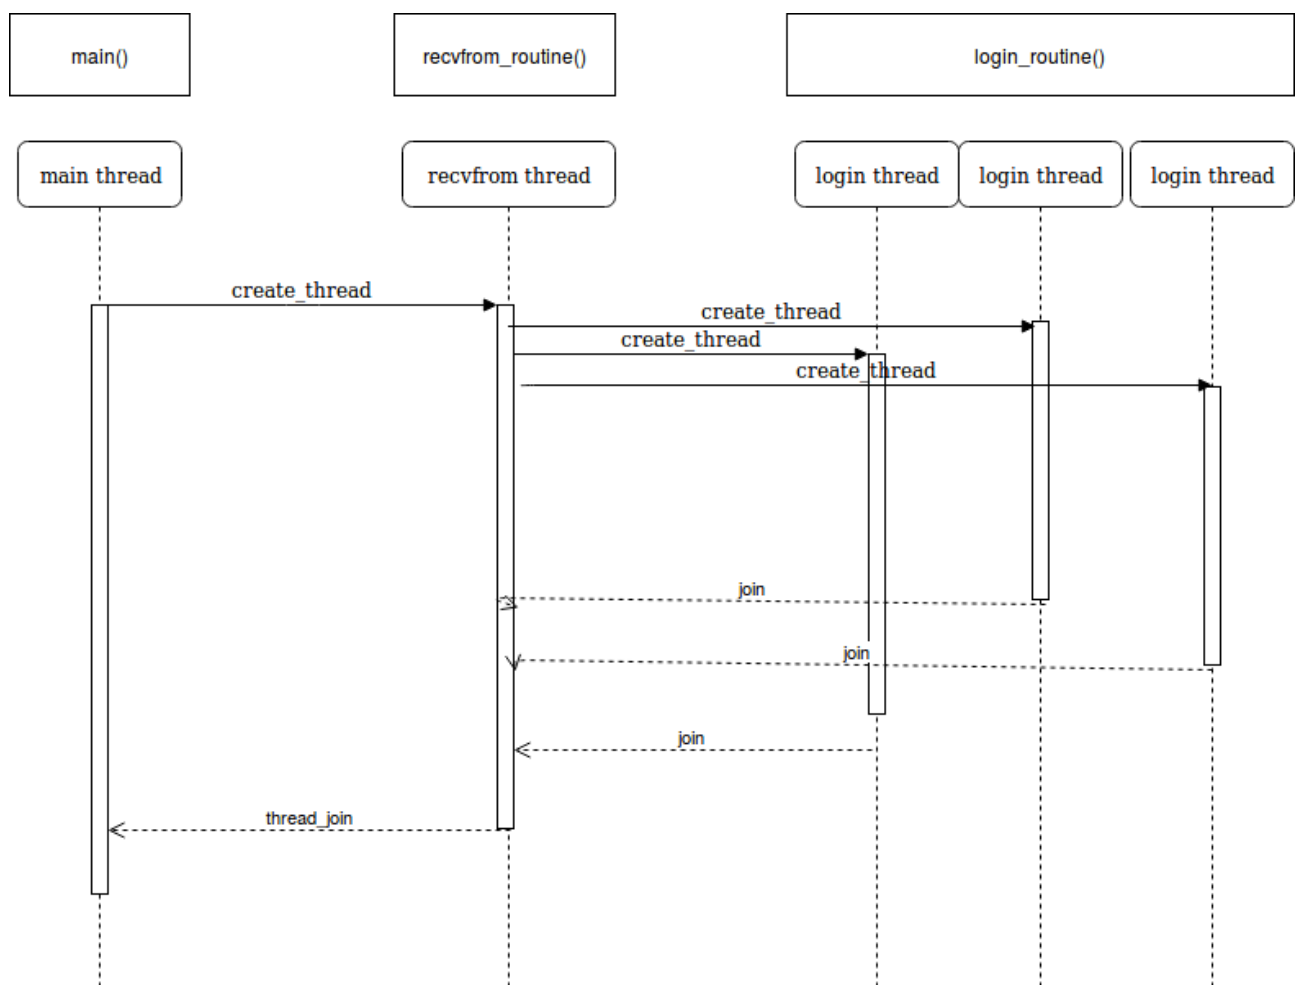 main()
recvfrom_routine()
login_routine()
main thread
recvfrom thread
login thread
login thread
login thread
create_thread
create_thread
create_thread
create_thread
join
join
join
thread_join